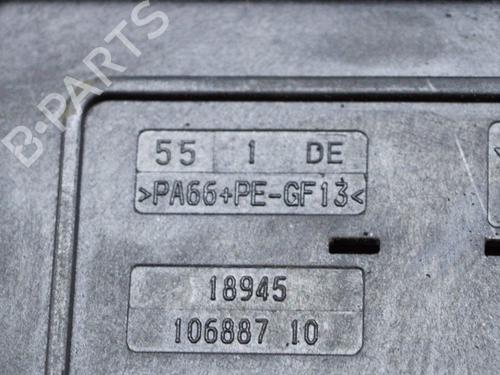 B-PARTS
55 1 DE
>PA66+PE-GF13<
18945
106887 10